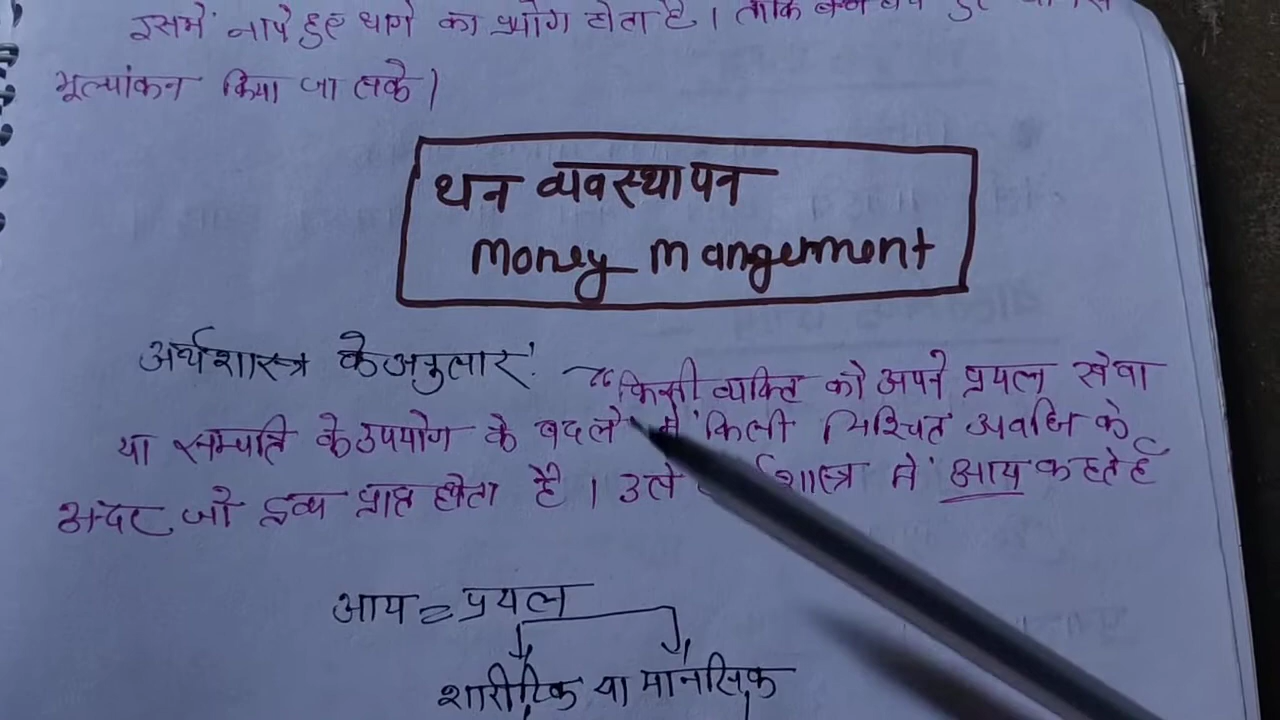 इसमें नापे हुए धागे का प्रयोग होता है । ताकि
मूल्यांकन किया जा सके ।
धन व्यवस्थापन
Money mangement
अर्थशास्त्र के अनुसार! ~ "किसी व्यक्ति को अपने प्रयत्न सेवा
या सम्पत्ति के उपयोग के बदले में किसी निश्चित अवधि के
अन्दर जो द्रव्य प्राप्त होता है । उसे शास्त्र में आय कहते हैं
आय = प्रयत्न
शारीरिक या मानसिक